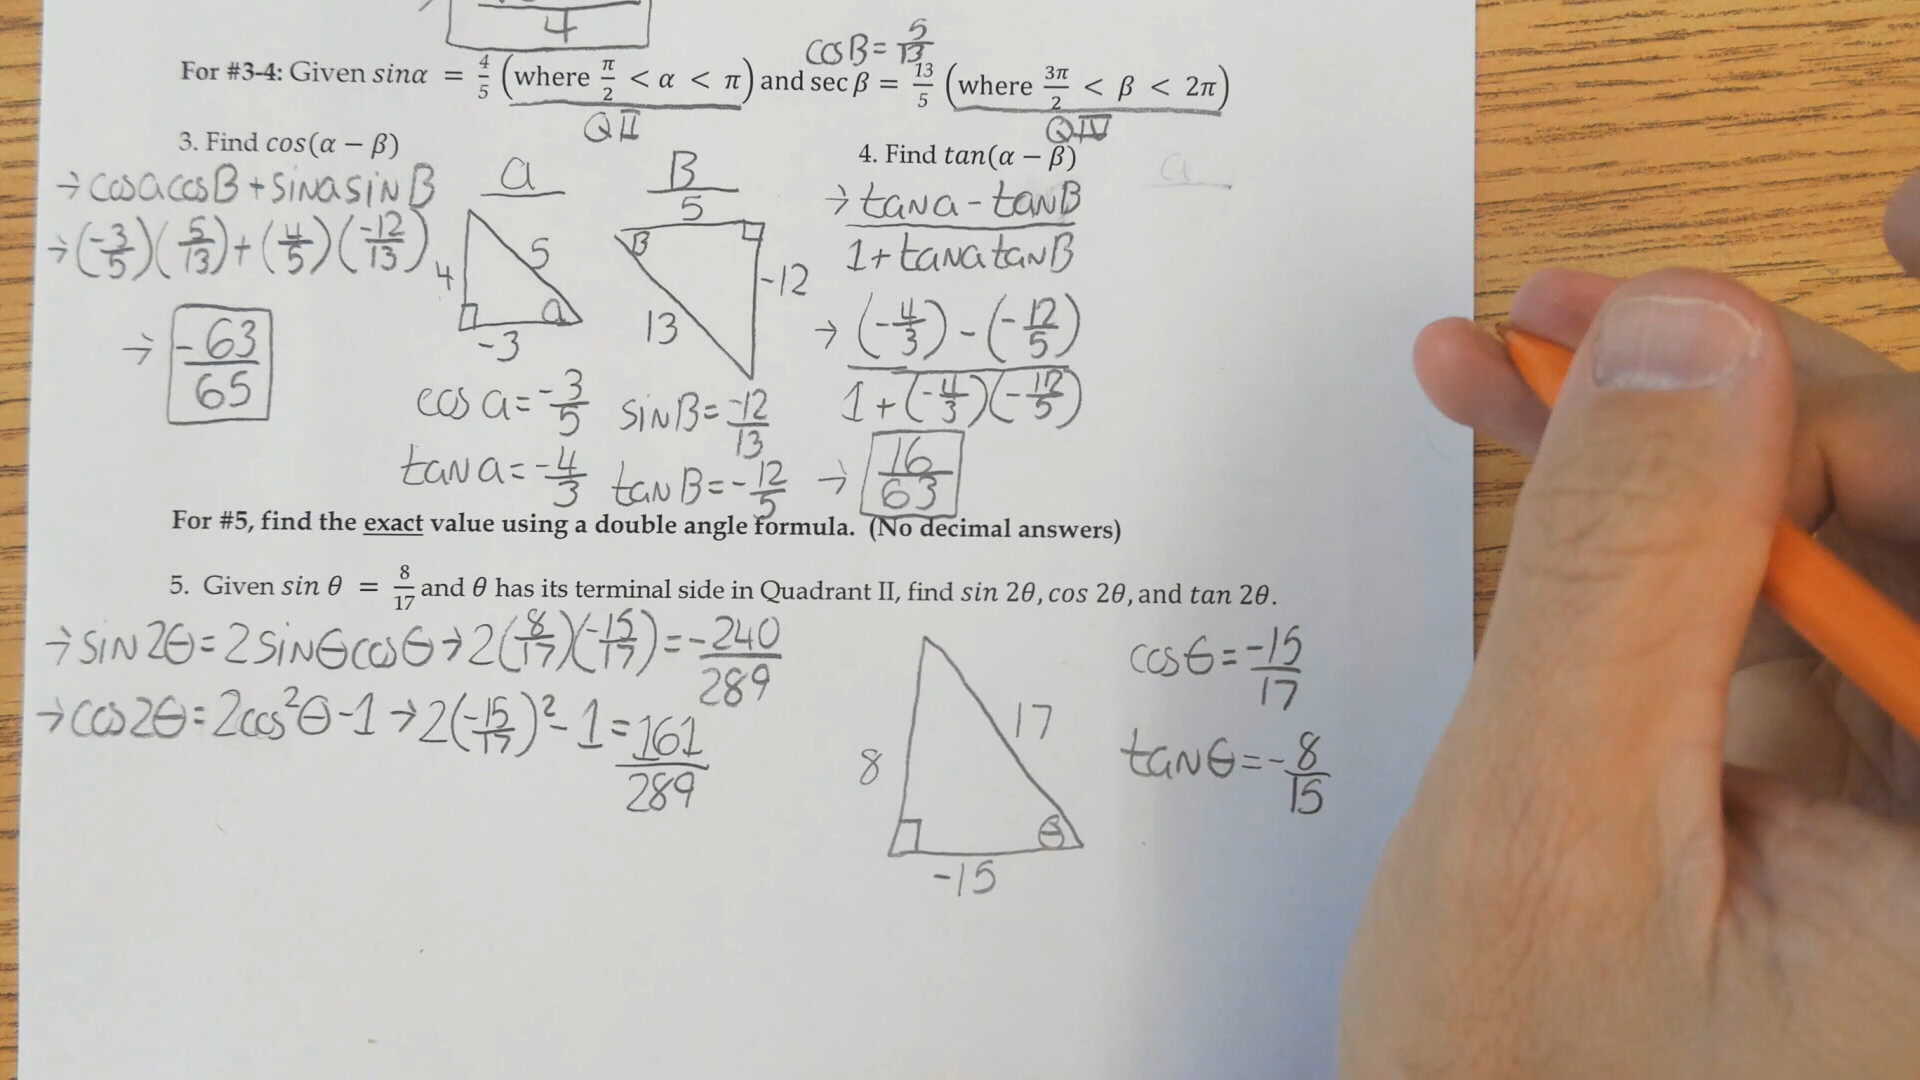 4
cosB = 5/13
For #3-4: Given sinα = 4/5 (where π/2 < α < π) and sec β = 13/5 (where 3π/2 < β < 2π)
QII
QIV
3. Find cos(α − β)
→ cosacosB + sinasinB
→ (-3/5)(5/13) + (4/5)(-12/13)
→ -63/65
a
4
5
a
-3
cos a = -3/5
tan a = -4/3
B
5
B
-12
13
sinB = -12/13
tanB = -12/5
4. Find tan(α − β)
a
→ tana - tanB
1 + tanatanB
→ (-4/3) - (-12/5)
1 + (-4/3)(-12/5)
→ 16/63
For #5, find the exact value using a double angle formula. (No decimal answers)
5. Given sin θ = 8/17 and θ has its terminal side in Quadrant II, find sin 2θ, cos 2θ, and tan 2θ.
→ sin2θ = 2sinθcosθ → 2(8/17)(-15/17) = -240/289
→ cos2θ = 2cos²θ - 1 → 2(-15/17)² - 1 = 161/289
8
17
θ
-15
cosθ = -15/17
tanθ = -8/15